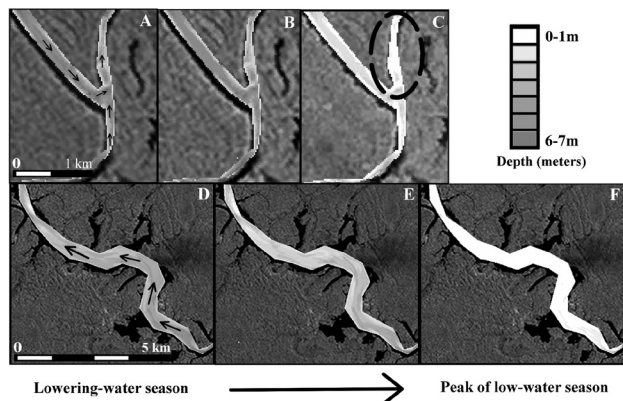 A
B
C
0 1 km
0-1m
6-7m
Depth (meters)
D
E
F
0 5 km
Lowering-water season
Peak of low-water season